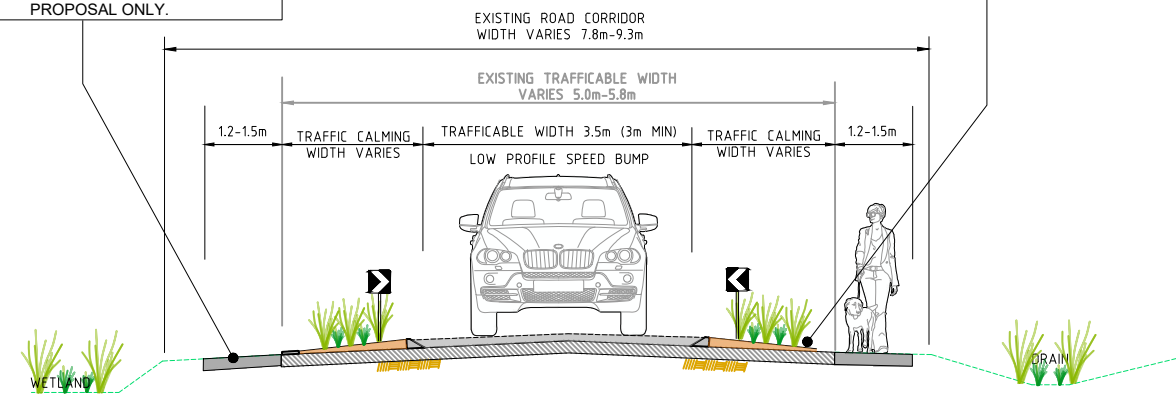 PROPOSAL ONLY.
EXISTING ROAD CORRIDOR
WIDTH VARIES 7.8m-9.3m
EXISTING TRAFFICABLE WIDTH
VARIES 5.0m-5.8m
1.2-1.5m
TRAFFIC CALMING
WIDTH VARIES
TRAFFICABLE WIDTH 3.5m (3m MIN)
LOW PROFILE SPEED BUMP
TRAFFIC CALMING
WIDTH VARIES
1.2-1.5m
WETLAND
DRAIN